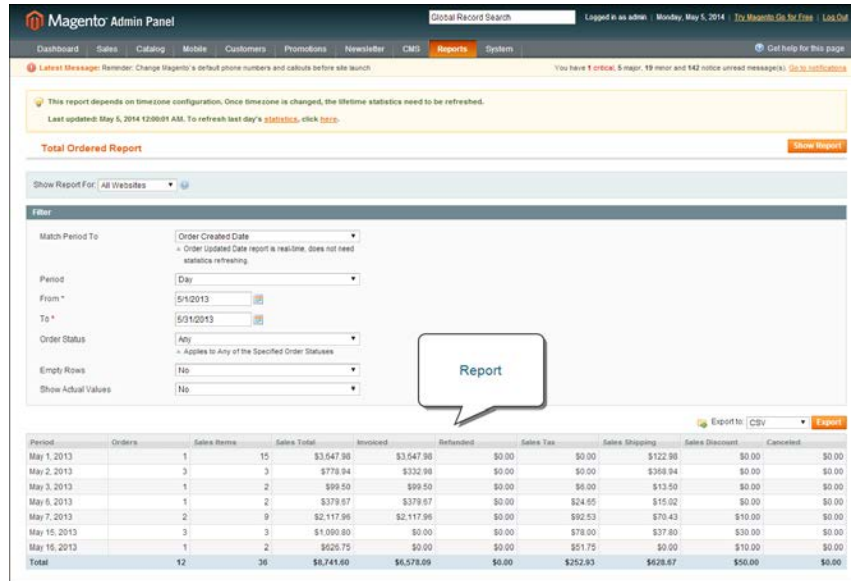 Magento Admin Panel
Global Record Search
Logged in as admin | Monday, May 5, 2014 | Try Magento Go for Free | Log Out
Dashboard Sales Catalog Mobile Customers Promotions Newsletter CMS Reports System Get help for this page
Latest Message: Reminder: Change Magento's default phone numbers and callouts before site launch
You have 1 critical, 5 major, 19 minor and 142 notice unread message(s). Go to notifications
This report depends on timezone configuration. Once timezone is changed, the lifetime statistics need to be refreshed.
Last updated: May 5, 2014 12:00:01 AM. To refresh last day's statistics, click here.
Total Ordered Report
Show Report
Show Report For: All Websites
Filter
Match Period To Order Created Date
Order Updated Date report is real-time, does not need
statistics refreshing.
Period Day
From * 5/1/2013
To * 5/31/2013
Order Status Any
Applies to Any of the Specified Order Statuses
Empty Rows No
Show Actual Values No
Report
Export to: CSV Export
Period Orders Sales Items Sales Total Invoiced Refunded Sales Tax Sales Shipping Sales Discount Canceled
May 1, 2013 1 15 $3,647.98 $3,647.98 $0.00 $0.00 $122.98 $0.00 $0.00
May 2, 2013 3 3 $778.94 $332.98 $0.00 $0.00 $368.94 $0.00 $0.00
May 3, 2013 1 2 $99.50 $99.50 $0.00 $6.00 $13.50 $0.00 $0.00
May 6, 2013 1 2 $379.67 $379.67 $0.00 $24.65 $15.02 $0.00 $0.00
May 7, 2013 2 9 $2,117.96 $2,117.96 $0.00 $92.53 $70.43 $10.00 $0.00
May 15, 2013 3 3 $1,090.80 $0.00 $0.00 $78.00 $37.80 $30.00 $0.00
May 16, 2013 1 2 $626.75 $0.00 $0.00 $51.75 $0.00 $10.00 $0.00
Total 12 36 $8,741.60 $6,578.09 $0.00 $252.93 $628.67 $50.00 $0.00